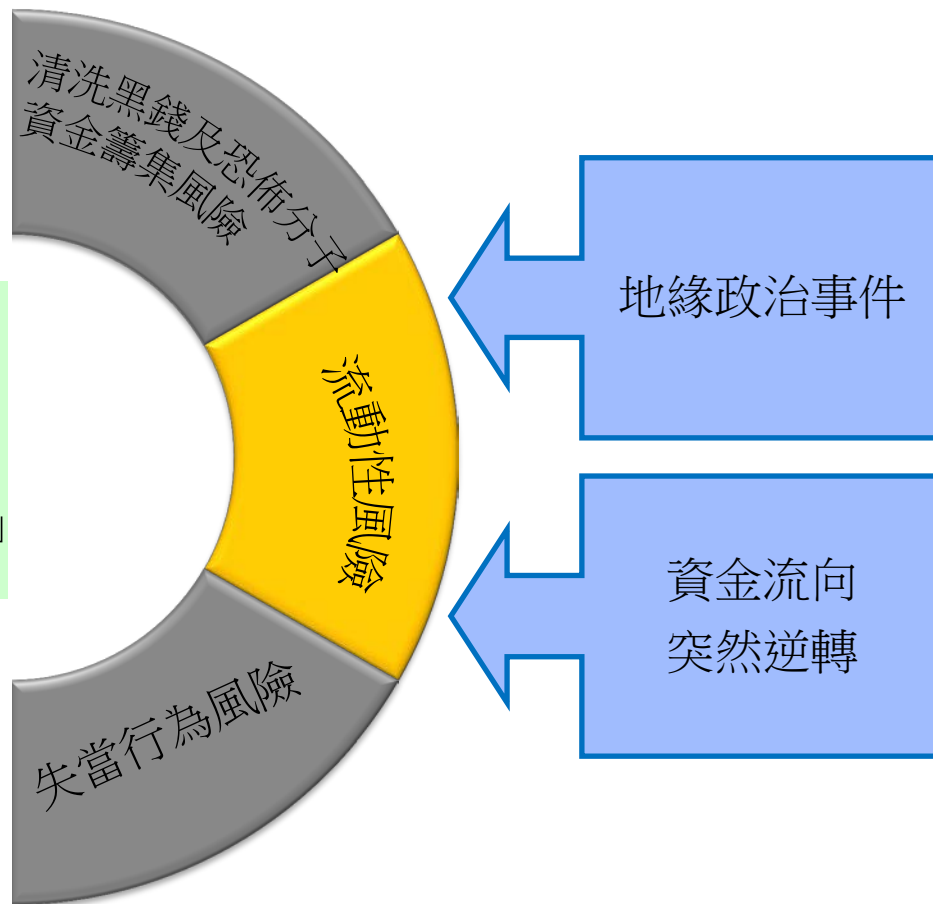 清洗黑錢及恐佈分子
資金籌集風險
流動性風險
失當行為風險
地緣政治事件
資金流向
突然逆轉